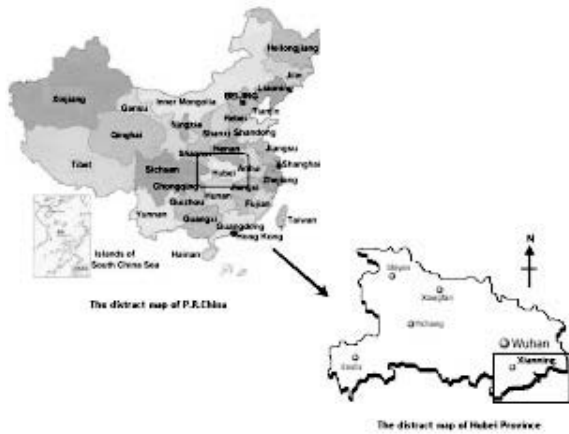 Heilongjiang
Jilin
Liaoning
Xinjiang
Inner Mongolia
BEIJING
Gansu
Tianjin
Hebei
Ningxia
Shanxi
Shandong
Qinghai
Henan
Jiangsu
Tibet
Sichuan
Hubei
Anhui
Shanghai
Chongqing
Zhejiang
Hunan
Jiangxi
Guizhou
Fujian
Yunnan
Guangxi
Guangdong
Taiwan
Hong Kong
Hainan
Islands of
South China Sea
The distract map of P.R.China
N
Shiyan
Xiangfan
Yichang
Wuhan
Xianning
The distract map of Hubei Province